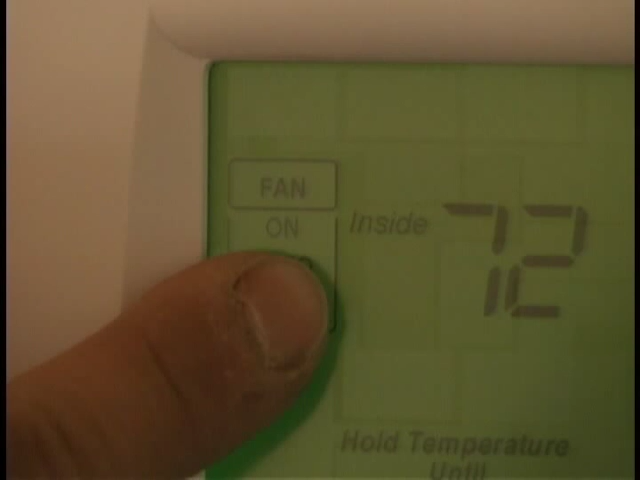 FAN
ON
Inside 72
Hold Temperature
Until